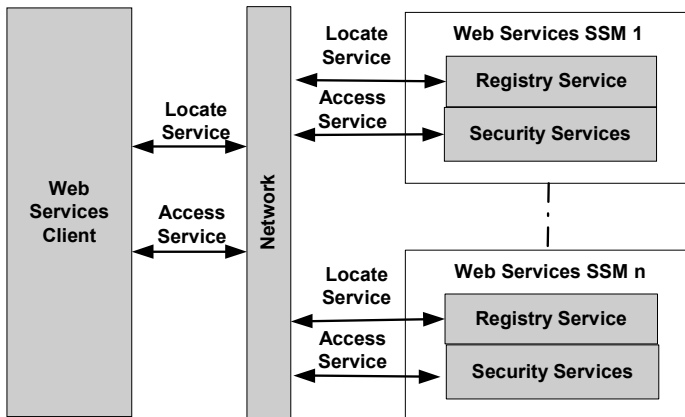 Web Services SSM 1
Locate
Service
Registry Service
Access
Service
Security Services
Locate
Service
Web
Services
Client
Access
Service
Network
Web Services SSM n
Locate
Service
Registry Service
Access
Service
Security Services